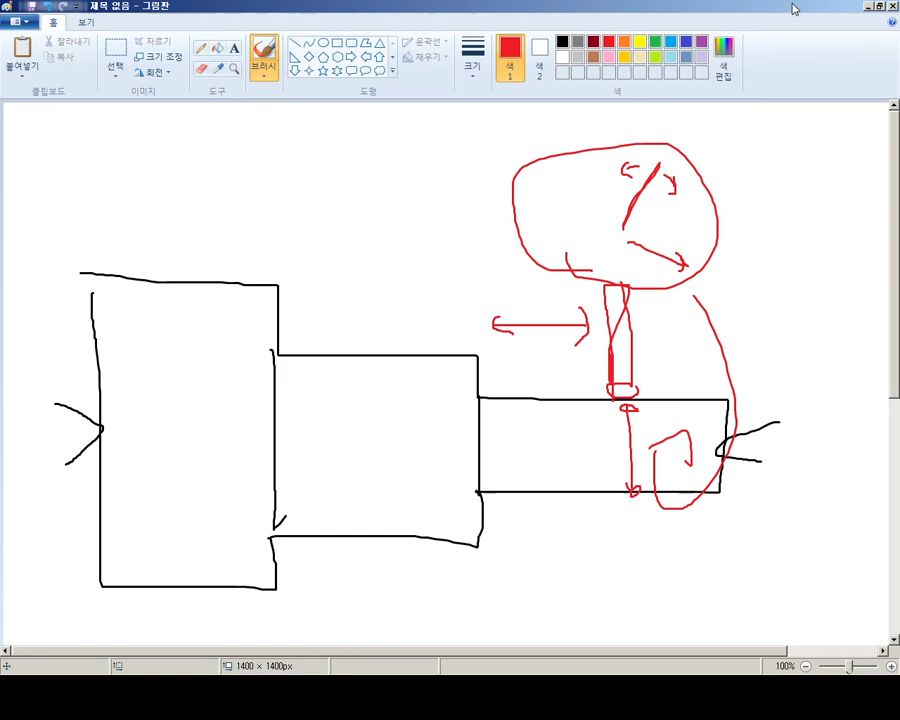 제목 없음 - 그림판
홈 보기
붙여넣기
잘라내기
복사
클립보드
선택
자르기
크기 조정
회전
이미지
A
도구
브러시
윤곽선
채우기
도형
크기
색 1
색 2
색 편집
색
1400 × 1400px
100%